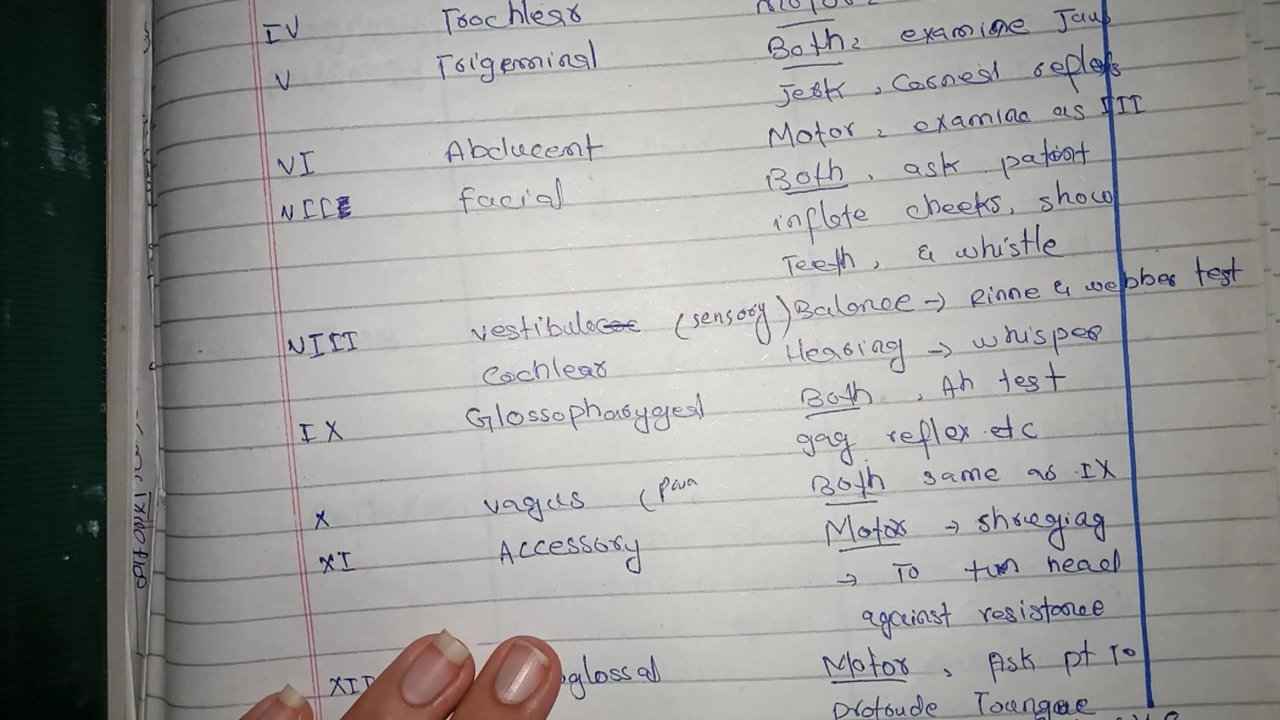 IV Trochlear
V Trigeminal Both, examine Jaw
Jerk, Corneal reflex
VI Abducent Motor, examine as III
VII facial Both, ask patient
inflate cheeks, show
Teeth, & whistle
VIII vestibulo (sensory) Balance → Rinne & webber test
Cochlear Hearing → whisper
IX Glossopharygeal Both, Ah test
gag reflex etc
X vagus (para Both same as IX
XI Accessory Motor → shrugging
→ To turn head
against resistance
XII glossal Motor, Ask pt To
protrude Toungue